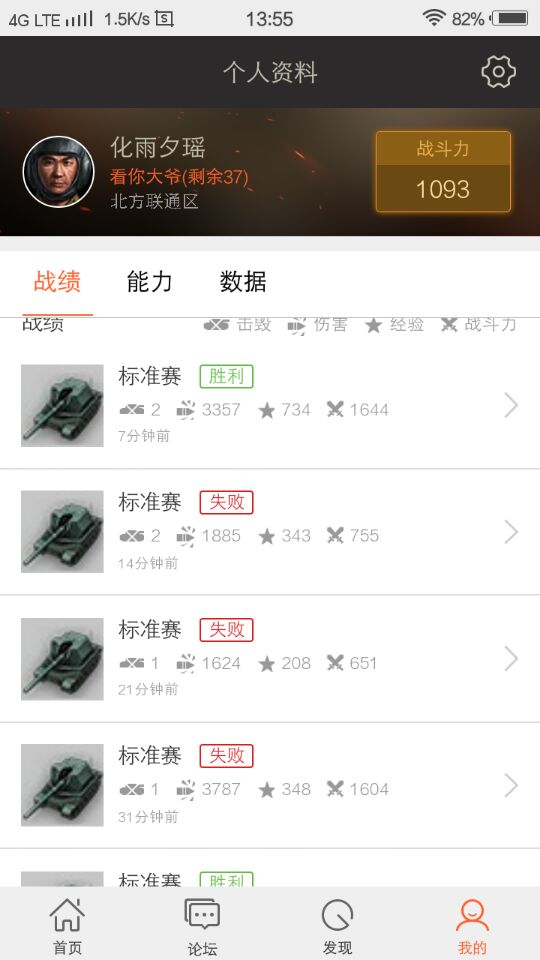 4G LTE 1.5K/s 13:55 82%
个人资料
化雨夕瑶
看你大爷(剩余37)
北方联通区
战斗力
1093
战绩 能力 数据
战绩 击毁 伤害 经验 战斗力
标准赛 胜利
2 3357 734 1644
7分钟前
标准赛 失败
2 1885 343 755
14分钟前
标准赛 失败
1 1624 208 651
21分钟前
标准赛 失败
1 3787 348 1604
31分钟前
标准赛 胜利
首页 论坛 发现 我的